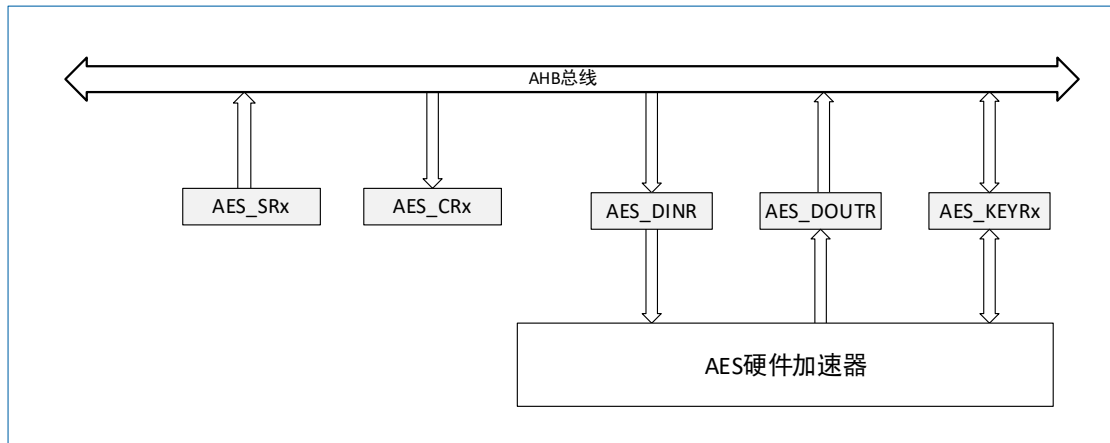 AHB总线
AES_SRx
AES_CRx
AES_DINR
AES_DOUTR
AES_KEYRx
AES硬件加速器